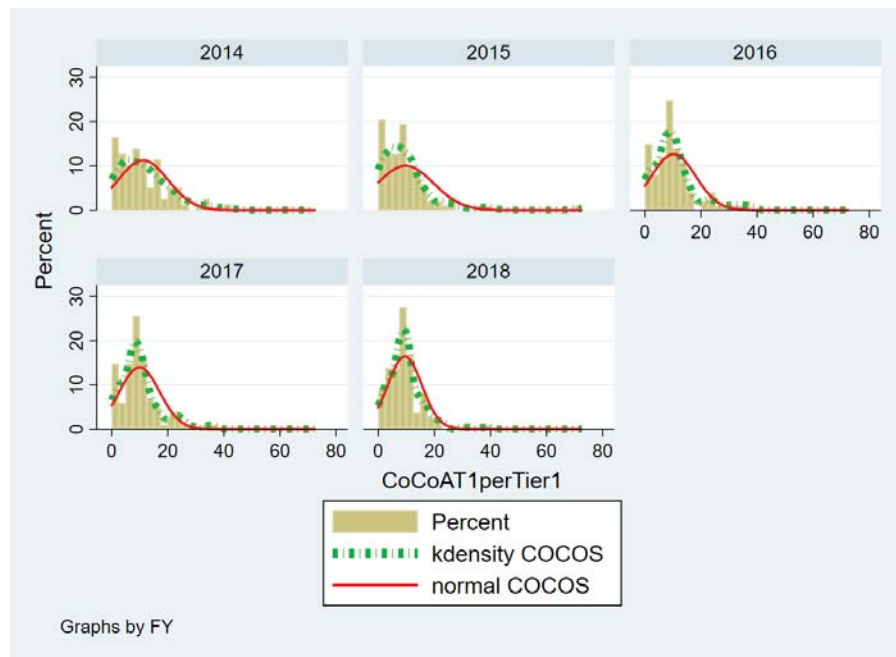 2014
2015
2016
30
20
10
0
0 20 40 60 80
Percent
2017
2018
30
20
10
0
0 20 40 60 80
0 20 40 60 80
CoCoAT1perTier1
Percent
kdensity COCOS
normal COCOS
Graphs by FY